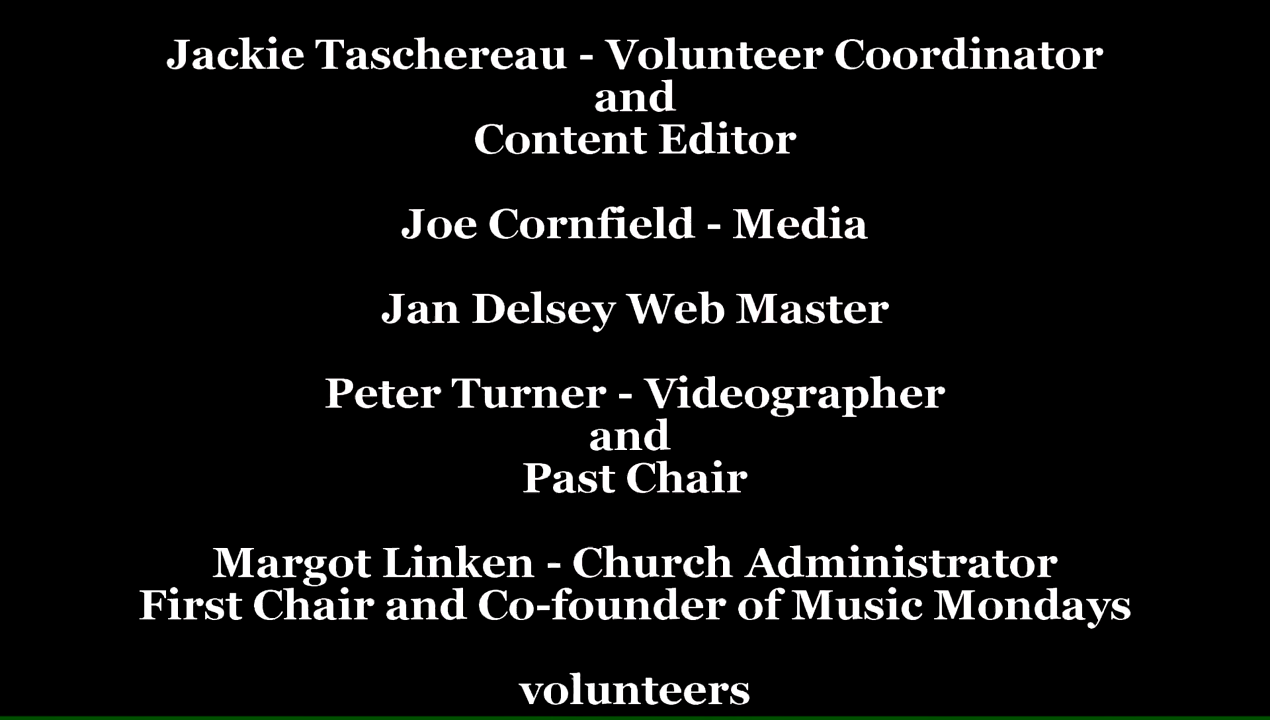 Jackie Taschereau - Volunteer Coordinator
and
Content Editor
Joe Cornfield - Media
Jan Delsey Web Master
Peter Turner - Videographer
and
Past Chair
Margot Linken - Church Administrator
First Chair and Co-founder of Music Mondays
volunteers